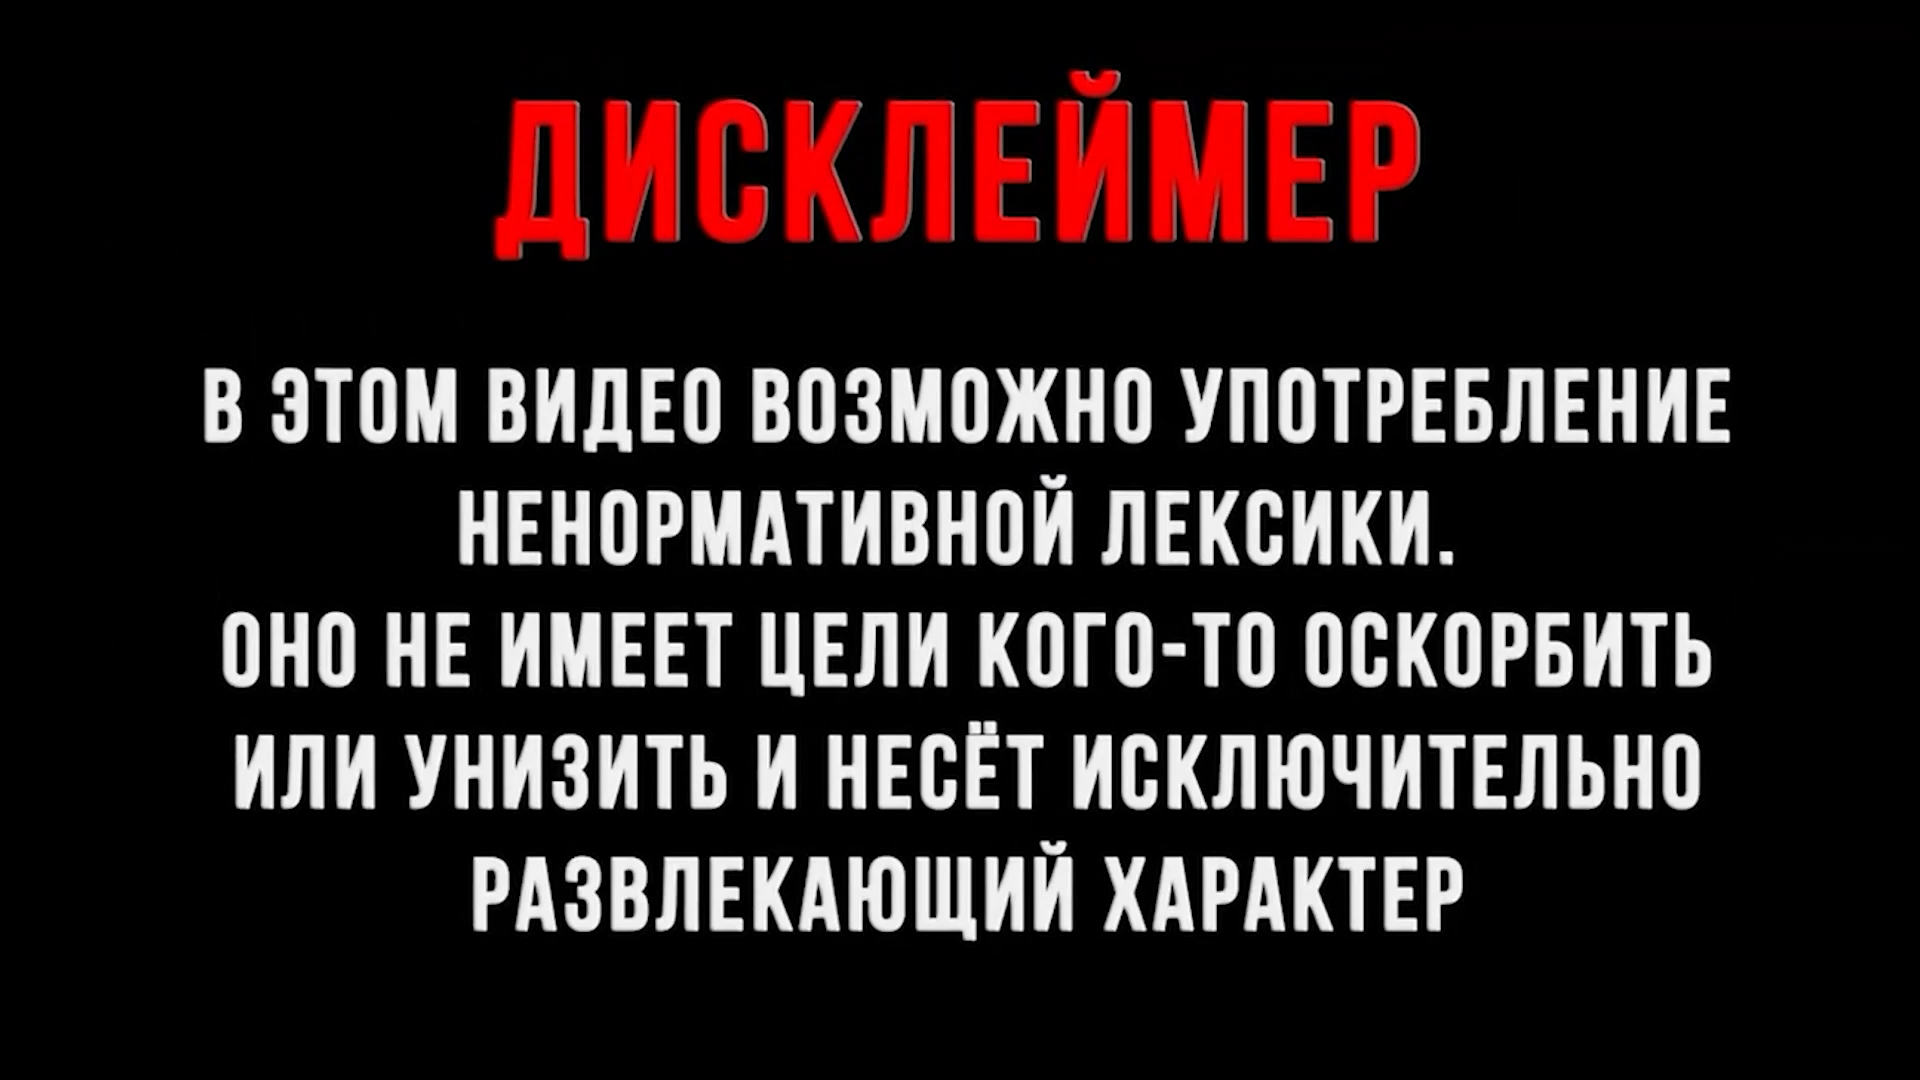 ДИСКЛЕЙМЕР
В ЭТОМ ВИДЕО ВОЗМОЖНО УПОТРЕБЛЕНИЕ
НЕНОРМАТИВНОЙ ЛЕКСИКИ.
ОНО НЕ ИМЕЕТ ЦЕЛИ КОГО-ТО ОСКОРБИТЬ
ИЛИ УНИЗИТЬ И НЕСЁТ ИСКЛЮЧИТЕЛЬНО
РАЗВЛЕКАЮЩИЙ ХАРАКТЕР